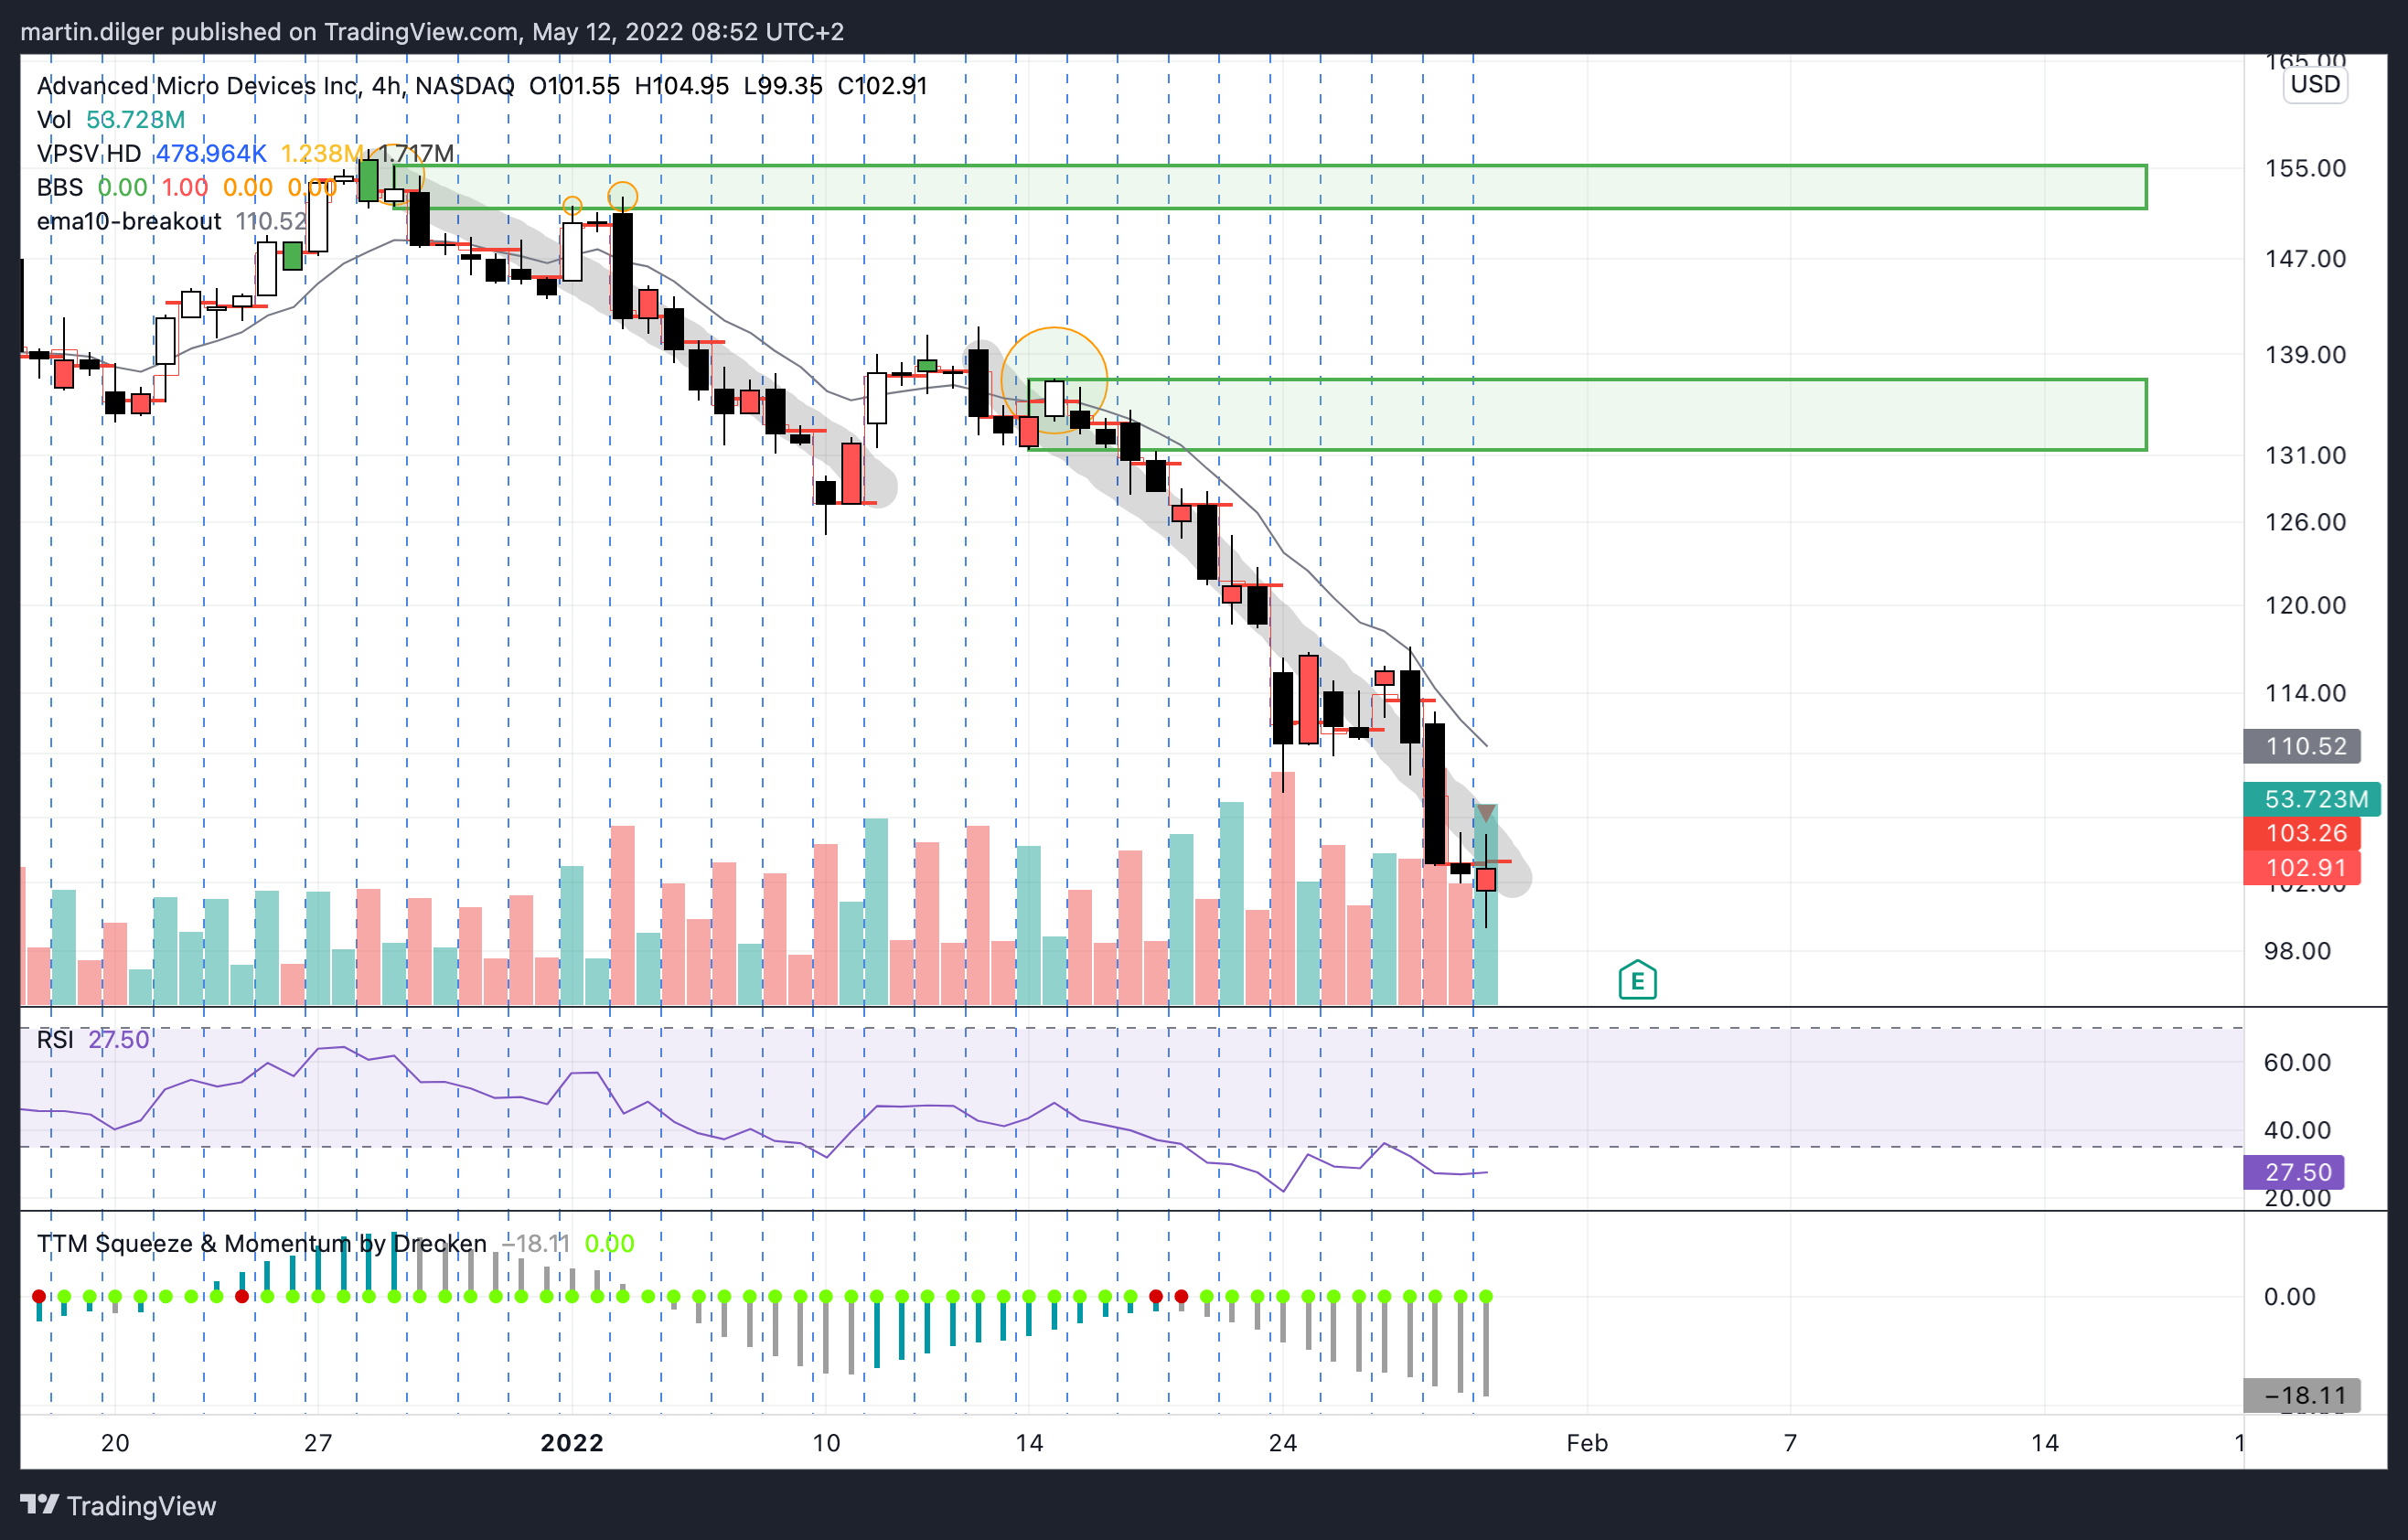 martin.dilger published on TradingView.com, May 12, 2022 08:52 UTC+2
Advanced Micro Devices Inc, 4h, NASDAQ O101.55 H104.95 L99.35 C102.91
Vol 53.723M
VPSV HD 478.964K 1.238M 1.717M
BBS 0.00 1.00 0.00 0.00
ema10-breakout 110.52
165.00
USD
155.00
147.00
139.00
131.00
126.00
120.00
114.00
110.52
53.723M
103.26
102.91
102.00
98.00
E
RSI 27.50
60.00
40.00
27.50
20.00
TTM Squeeze & Momentum by Drecken −18.11 0.00
0.00
−18.11
20 27 2022 10 14 24 Feb 7 14 1
TradingView